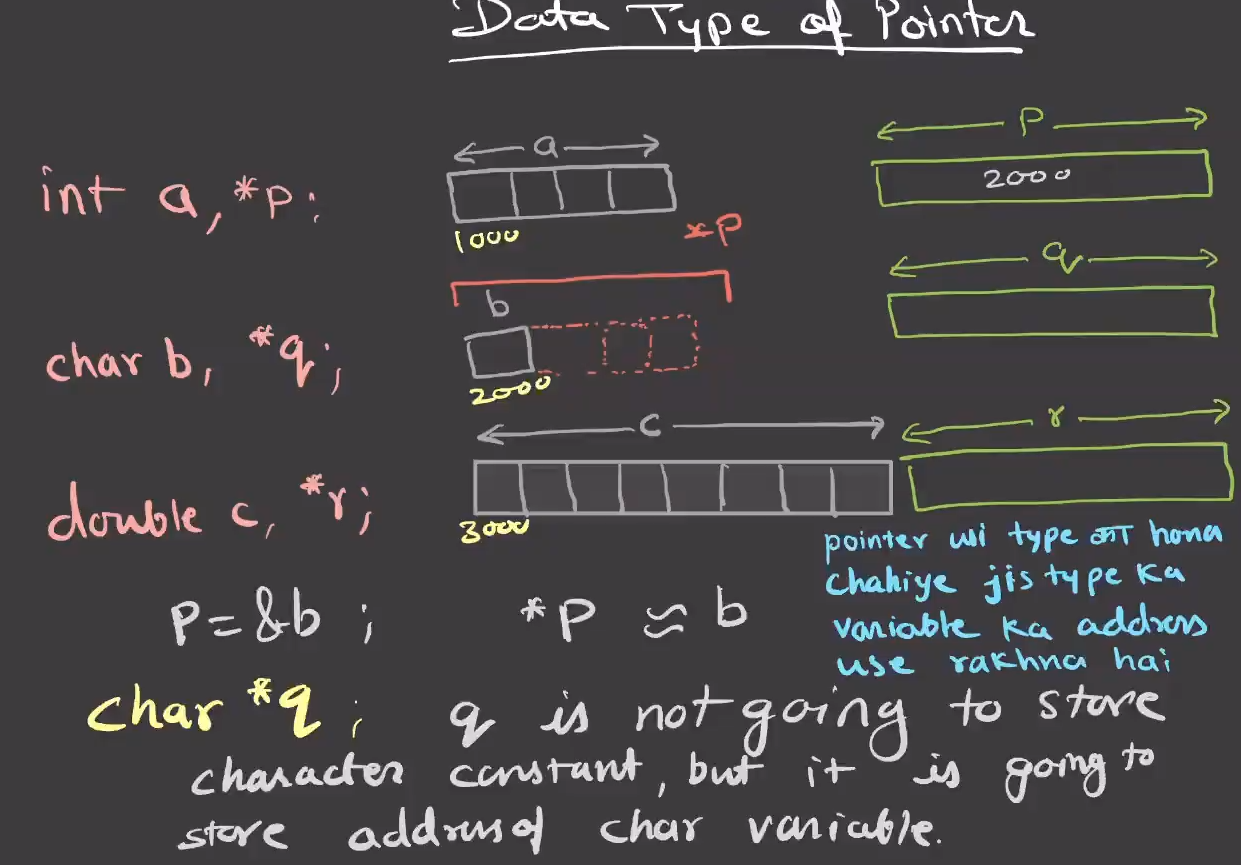 Data Type of Pointer
a
p
int a, *p;
2000
1000
*p
q
b
char b, *q;
2000
c
r
double c, *r;
3000
pointer usi type का hona
chahiye jis type ka
variable ka address
use rakhna hai
P=&b ; *P ≈ b
char *q ; q is not going to store
character constant, but it is going to
store address of char variable.